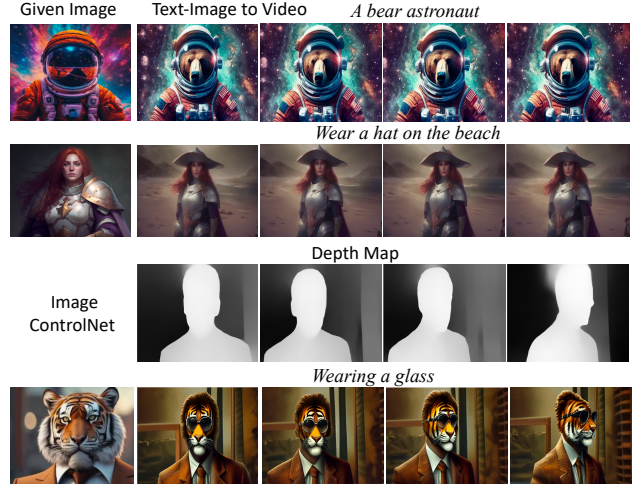 Given Image
Text-Image to Video
A bear astronaut
Wear a hat on the beach
Depth Map
Image
ControlNet
Wearing a glass